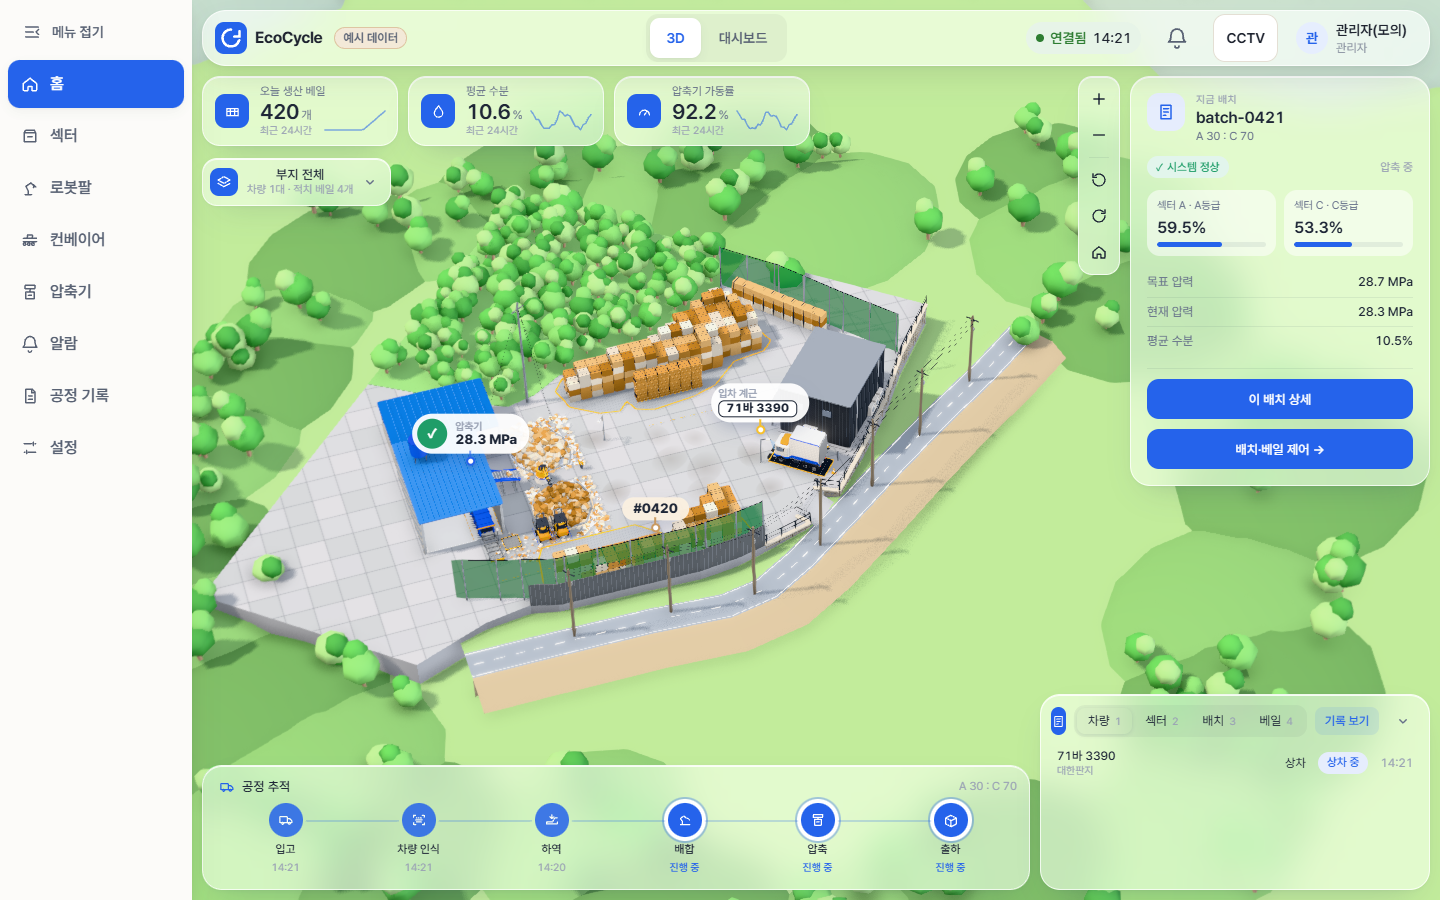 메뉴 접기
홈
섹터
로봇팔
컨베이어
압축기
알람
공정 기록
설정
EcoCycle
예시 데이터
3D
대시보드
연결됨 14:21
CCTV
관
관리자(모의)
관리자
오늘 생산 베일
420 개
최근 24시간
평균 수분
10.6 %
최근 24시간
압축기 가동률
92.2 %
최근 24시간
부지 전체
차량 1대 · 적치 베일 4개
지금 배치
batch-0421
A 30 : C 70
✓ 시스템 정상
압축 중
섹터 A · A등급
59.5%
섹터 C · C등급
53.3%
목표 압력
28.7 MPa
현재 압력
28.3 MPa
평균 수분
10.5%
이 배치 상세
배치·베일 제어 →
입차 계근
71바 3390
압축기
28.3 MPa
#0420
공정 추적
A 30 : C 70
입고
14:21
차량 인식
14:21
하역
14:20
배합
진행 중
압축
진행 중
출하
진행 중
차량 1
섹터 2
배치 3
베일 4
기록 보기
71바 3390
대한판지
상차
상차 중
14:21